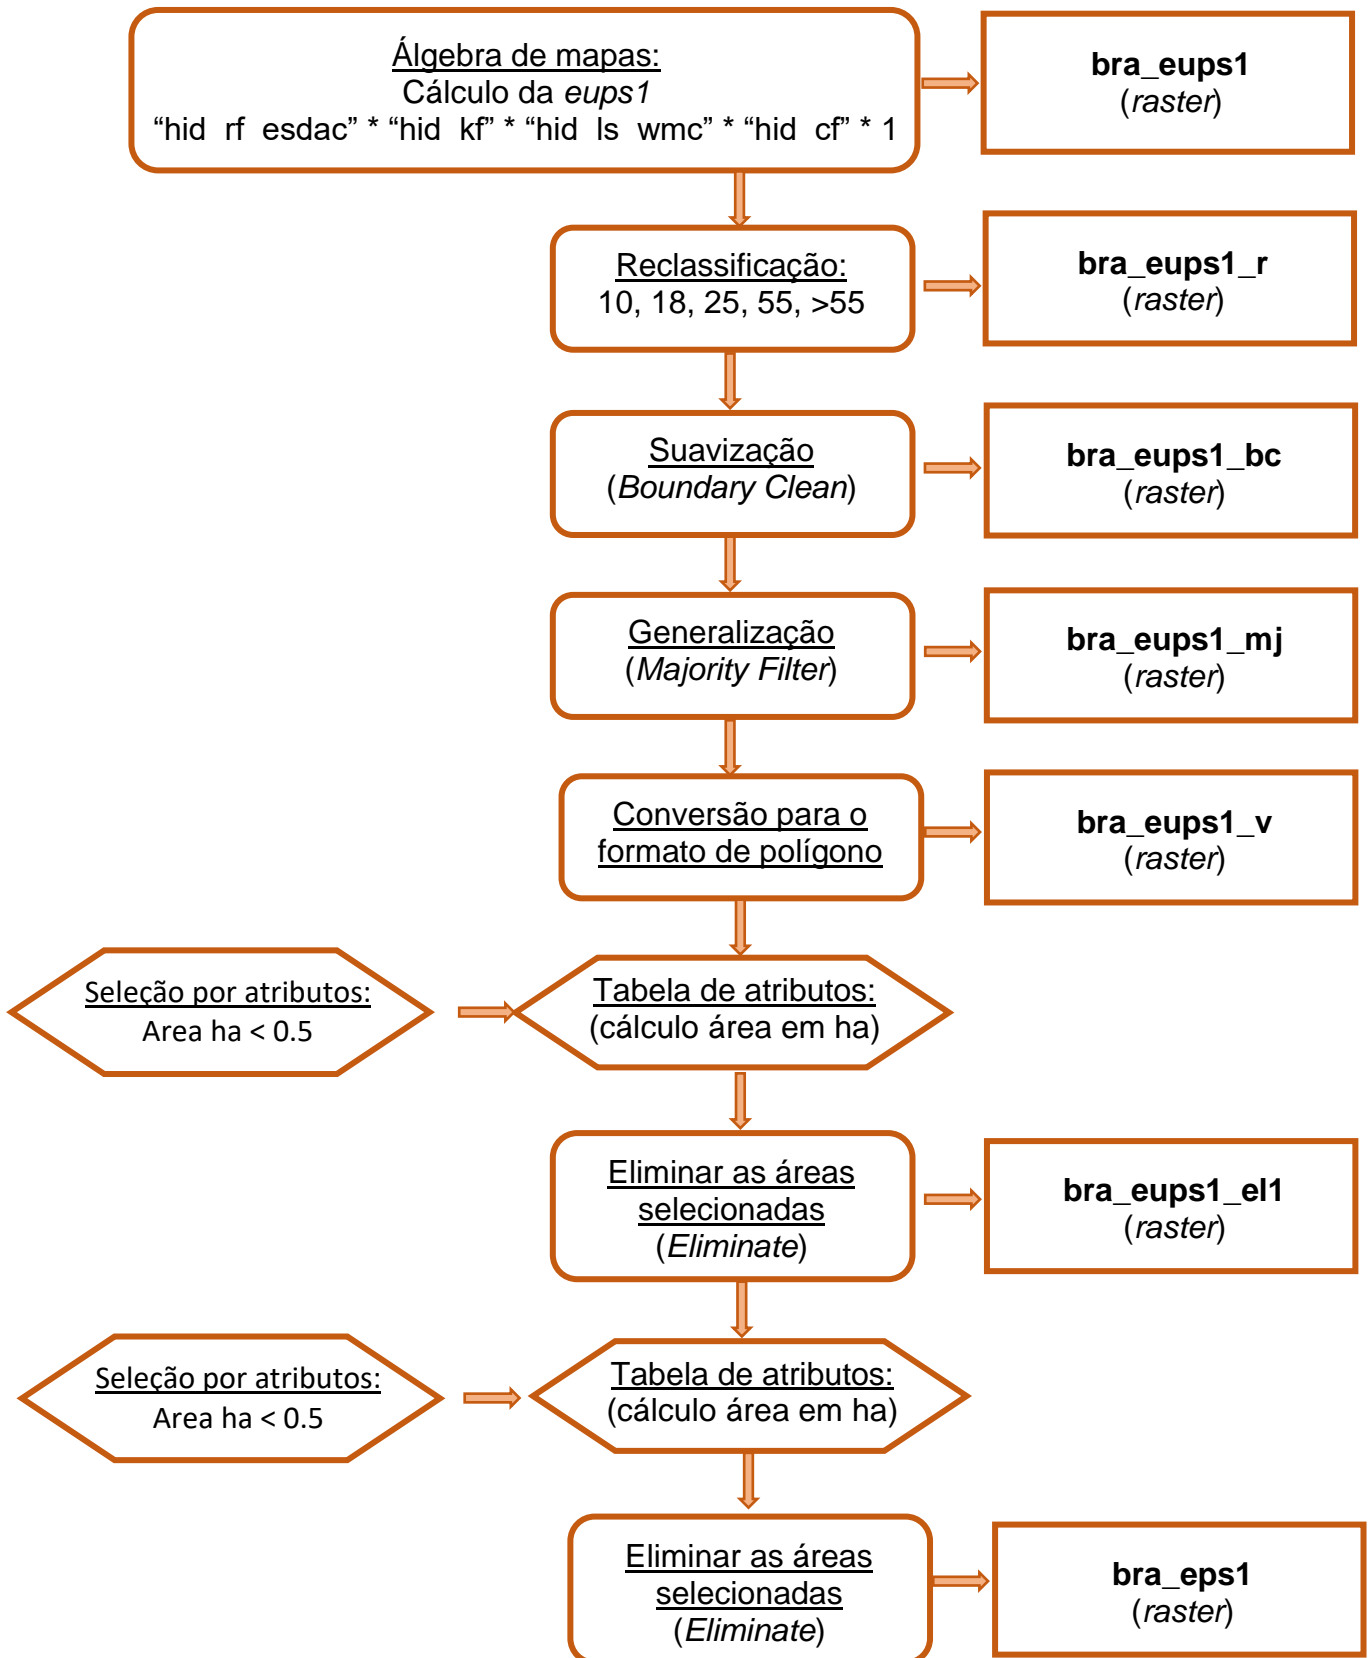 Álgebra de mapas:
Cálculo da eups1
“hid rf esdac” * “hid kf” * “hid ls wmc” * “hid cf” * 1
bra_eups1
(raster)
Reclassificação:
10, 18, 25, 55, >55
bra_eups1_r
(raster)
Suavização
(Boundary Clean)
bra_eups1_bc
(raster)
Generalização
(Majority Filter)
bra_eups1_mj
(raster)
Conversão para o
formato de polígono
bra_eups1_v
(raster)
Seleção por atributos:
Area ha < 0.5
Tabela de atributos:
(cálculo área em ha)
Eliminar as áreas
selecionadas
(Eliminate)
bra_eups1_el1
(raster)
Seleção por atributos:
Area ha < 0.5
Tabela de atributos:
(cálculo área em ha)
Eliminar as áreas
selecionadas
(Eliminate)
bra_eps1
(raster)